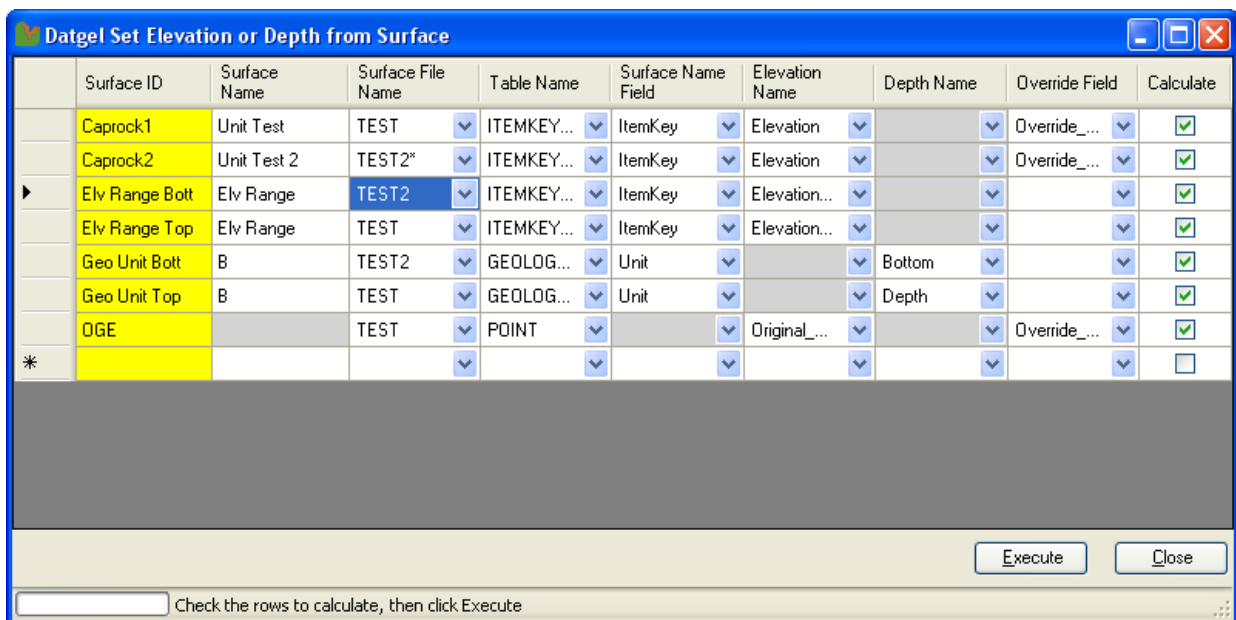 Datgel Set Elevation or Depth from Surface
Surface ID Surface Name Surface File Name Table Name Surface Name Field Elevation Name Depth Name Override Field Calculate
Caprock1 Unit Test TEST ITEMKEY... ItemKey Elevation Override_...
Caprock2 Unit Test 2 TEST2* ITEMKEY... ItemKey Elevation Override_...
Elv Range Bott Elv Range TEST2 ITEMKEY... ItemKey Elevation...
Elv Range Top Elv Range TEST ITEMKEY... ItemKey Elevation...
Geo Unit Bott B TEST2 GEOLOG... Unit Bottom
Geo Unit Top B TEST GEOLOG... Unit Depth
OGE TEST POINT Original_... Override_...
Execute Close
Check the rows to calculate, then click Execute